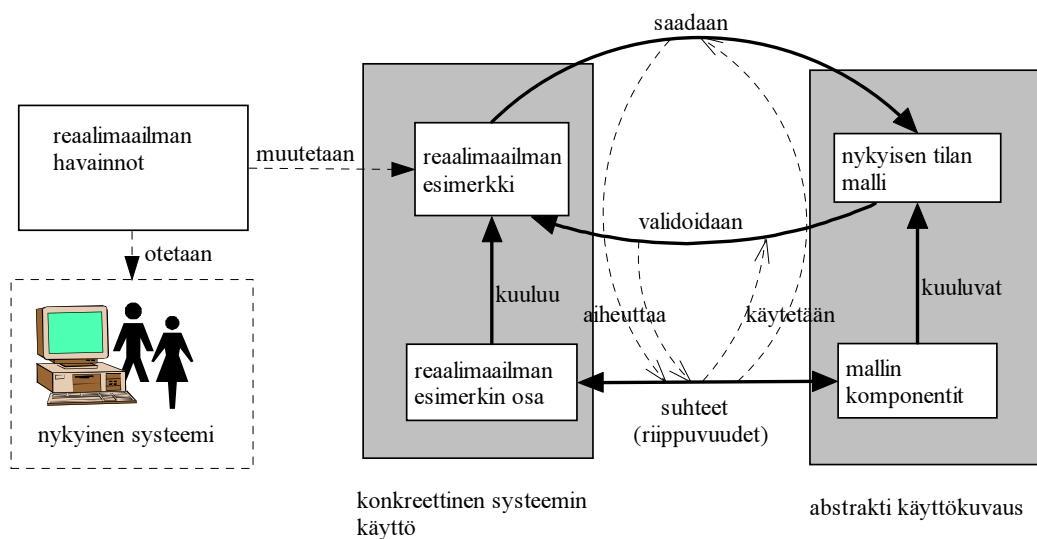 saadaan
reaalimaailman
havainnot
muutetaan
reaalimaailman
esimerkki
nykyisen tilan
malli
validoidaan
otetaan
kuuluu
kuuluvat
aiheuttaa
käytetään
reaalimaailman
esimerkin osa
mallin
komponentit
suhteet
(riippuvuudet)
nykyinen systeemi
konkreettinen systeemin
käyttö
abstrakti käyttökuvaus